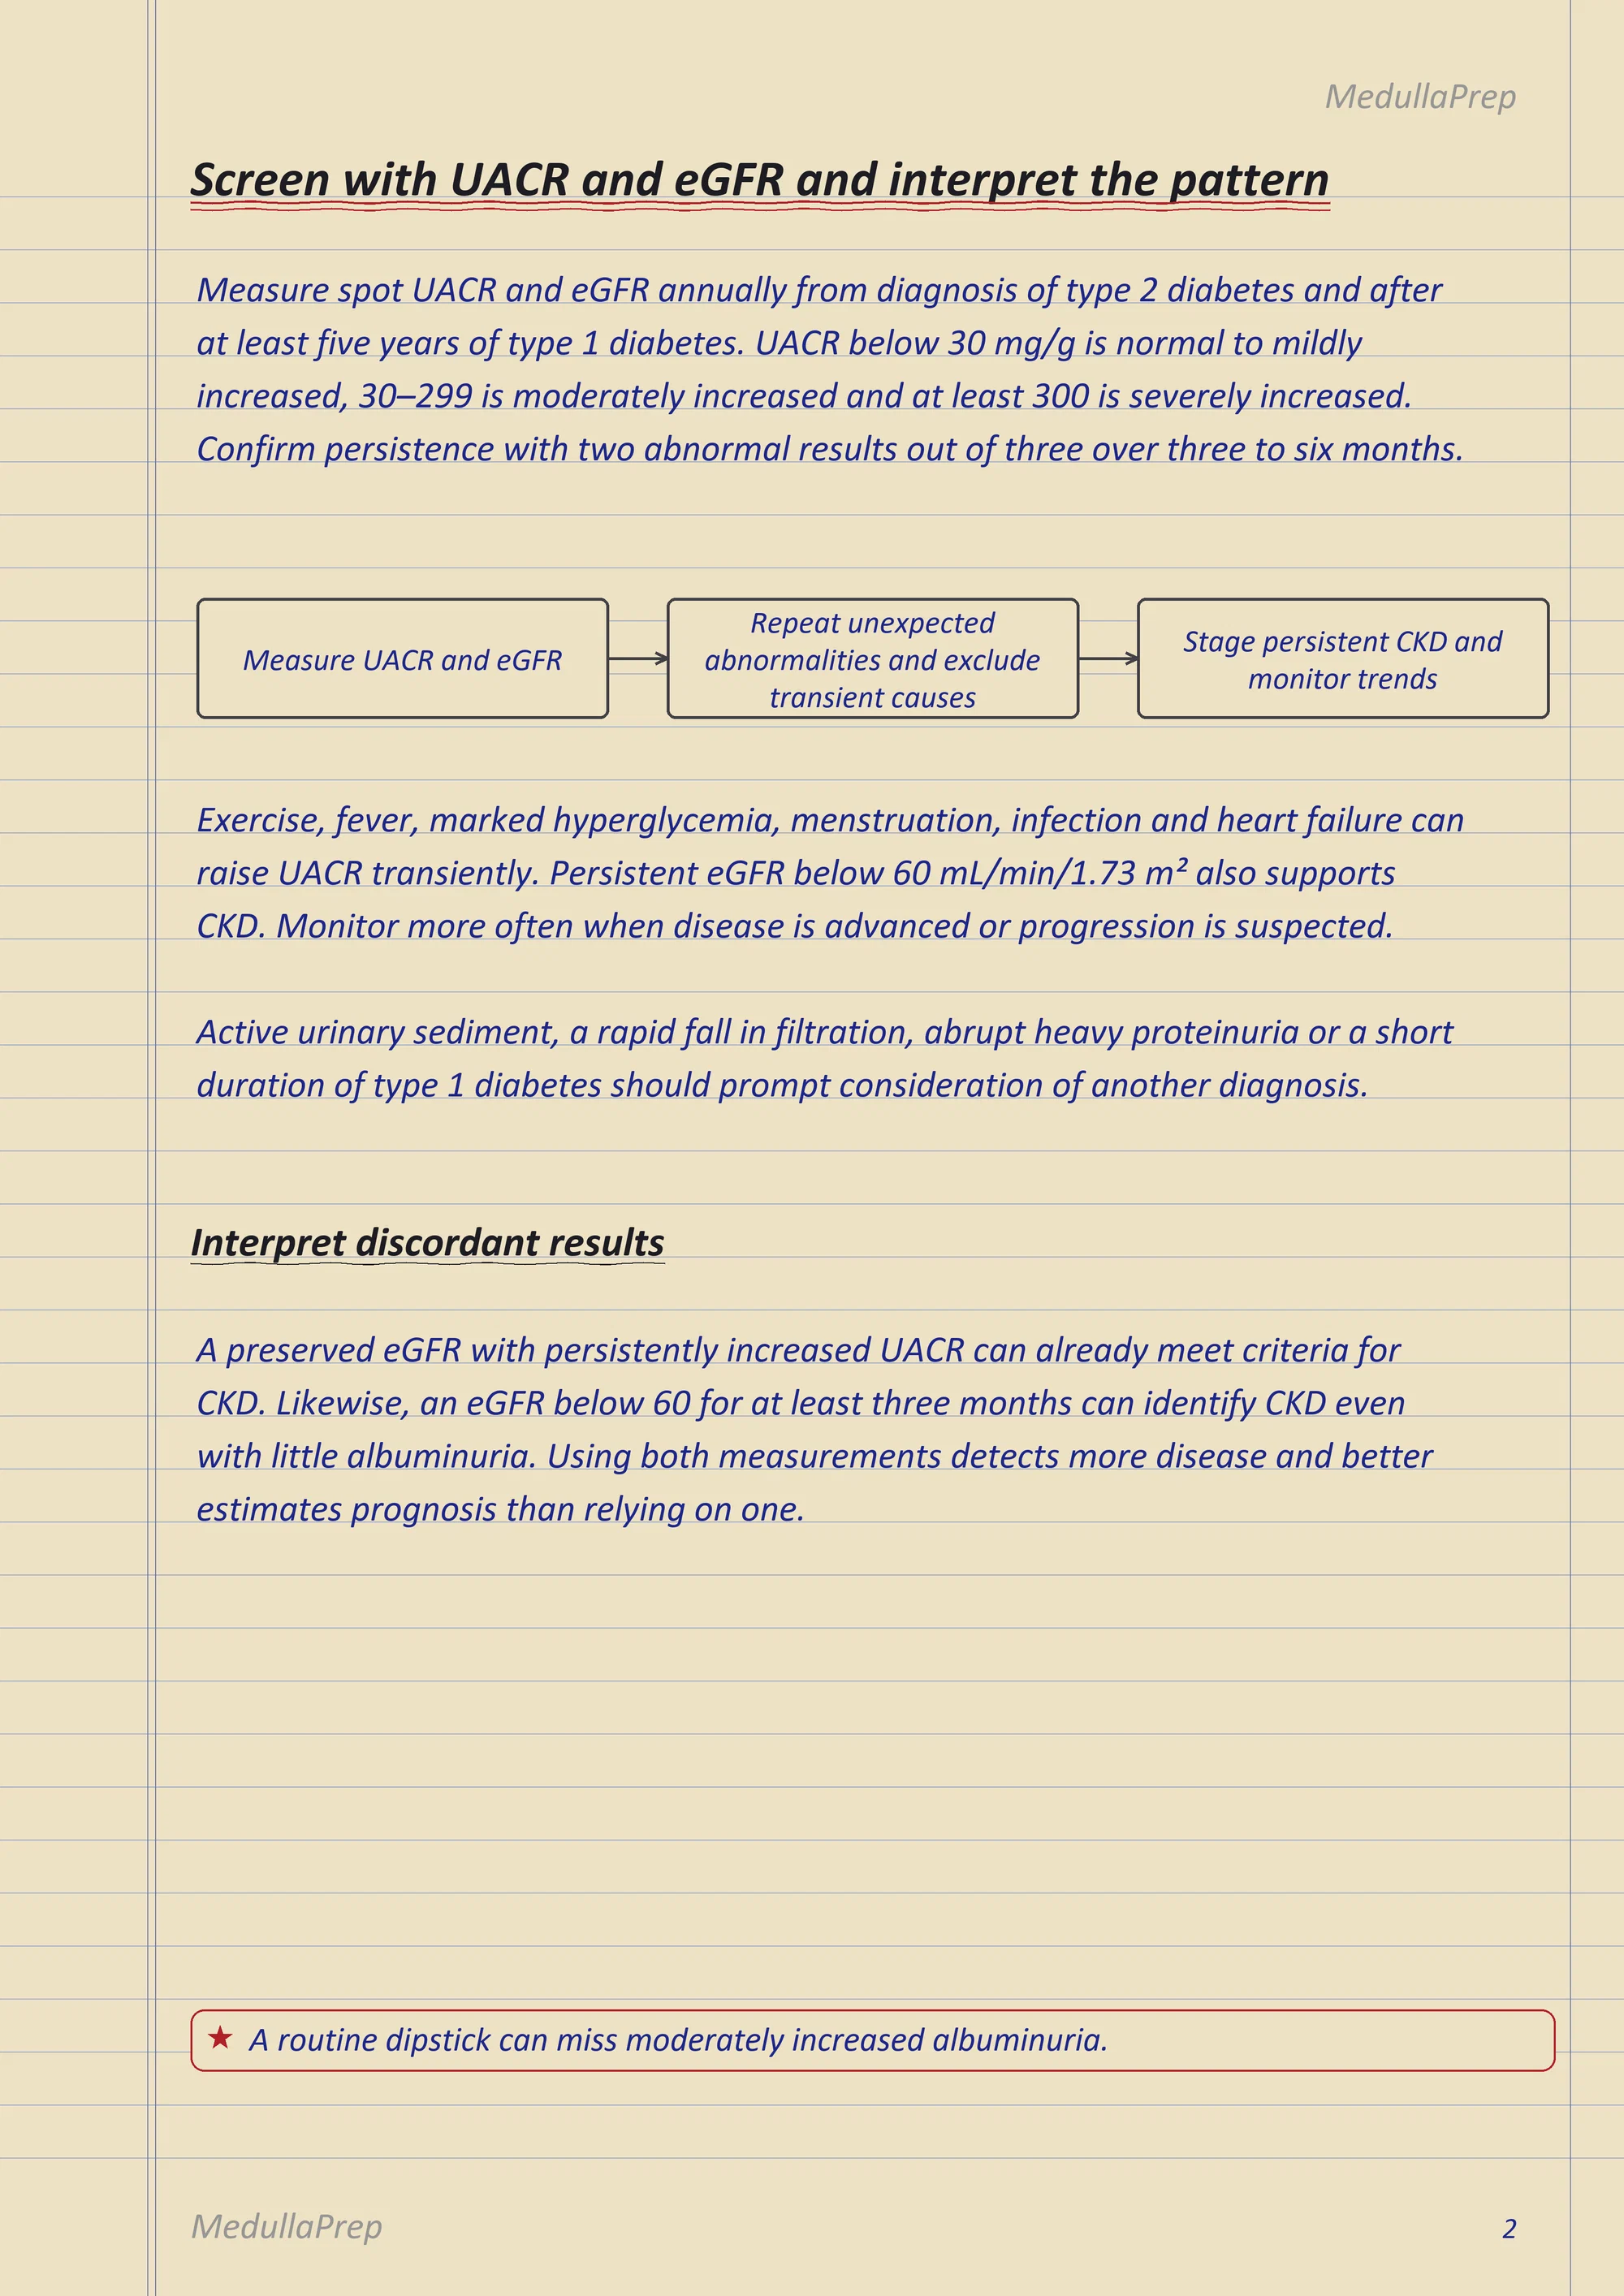 MedullaPrep
Screen with UACR and eGFR and interpret the pattern
Measure spot UACR and eGFR annually from diagnosis of type 2 diabetes and after
at least five years of type 1 diabetes. UACR below 30 mg/g is normal to mildly
increased, 30–299 is moderately increased and at least 300 is severely increased.
Confirm persistence with two abnormal results out of three over three to six months.
Measure UACR and eGFR
Repeat unexpected
abnormalities and exclude
transient causes
Stage persistent CKD and
monitor trends
Exercise, fever, marked hyperglycemia, menstruation, infection and heart failure can
raise UACR transiently. Persistent eGFR below 60 mL/min/1.73 m² also supports
CKD. Monitor more often when disease is advanced or progression is suspected.
Active urinary sediment, a rapid fall in filtration, abrupt heavy proteinuria or a short
duration of type 1 diabetes should prompt consideration of another diagnosis.
Interpret discordant results
A preserved eGFR with persistently increased UACR can already meet criteria for
CKD. Likewise, an eGFR below 60 for at least three months can identify CKD even
with little albuminuria. Using both measurements detects more disease and better
estimates prognosis than relying on one.
★ A routine dipstick can miss moderately increased albuminuria.
MedullaPrep
2